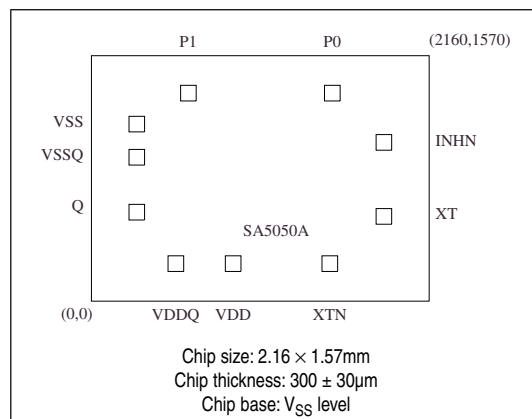 P1 P0 (2160,1570)
VSS
INHN
VSSQ
Q XT
SA5050A
(0,0) VDDQ VDD XTN
Chip size: 2.16 × 1.57mm
Chip thickness: 300 ± 30µm
Chip base: VSS level